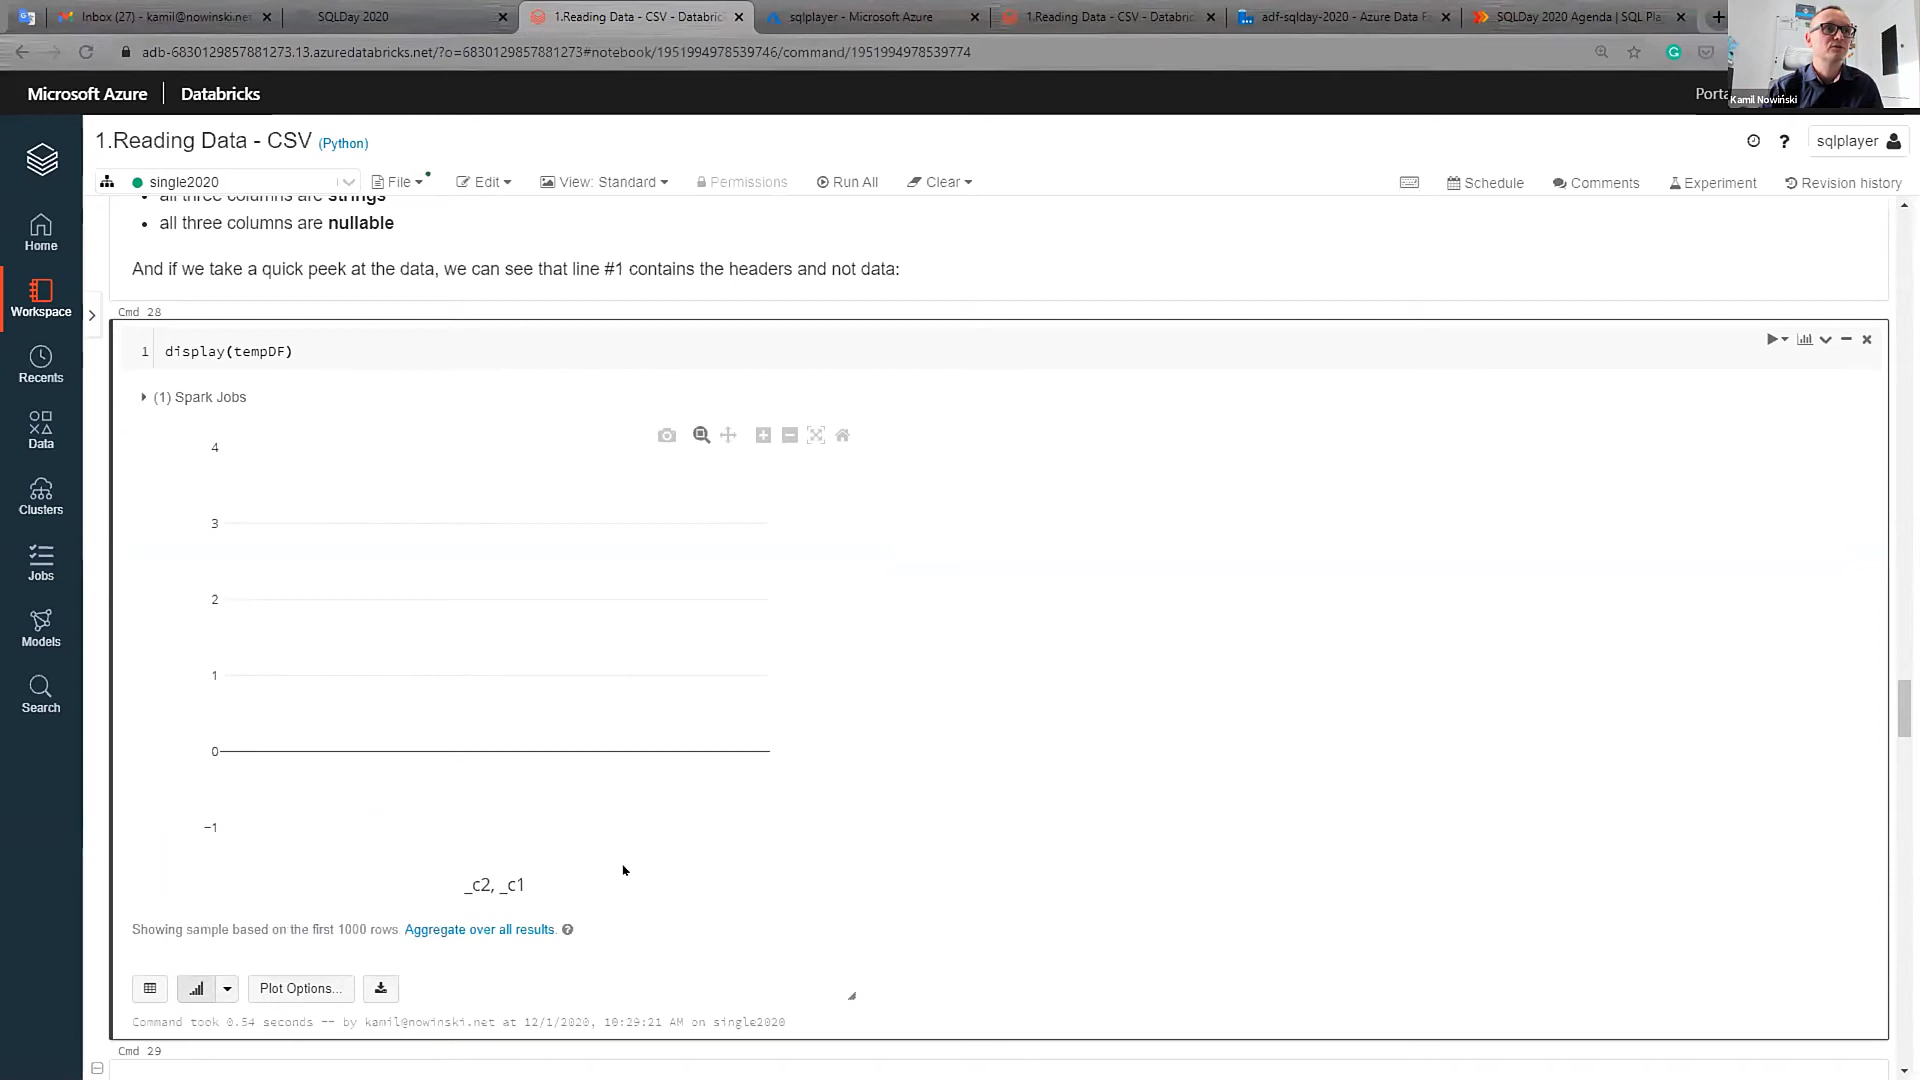 Inbox (27) - kamil@nowinski.net
SQLDay 2020
1.Reading Data - CSV - Databric
sqlplayer - Microsoft Azure
1.Reading Data - CSV - Databric
adf-sqlday-2020 - Azure Data F
SQLDay 2020 Agenda | SQL Pla
adb-6830129857881273.13.azuredatabricks.net/?o=6830129857881273#notebook/1951994978539746/command/1951994978539774
Microsoft Azure
Databricks
Porta
Kamil Nowiński
1.Reading Data - CSV (Python)
sqlplayer
single2020
File
Edit
View: Standard
Permissions
Run All
Clear
Schedule
Comments
Experiment
Revision history
Home
Workspace
Recents
Data
Clusters
Jobs
Models
Search
• all three columns are strings
• all three columns are nullable
And if we take a quick peek at the data, we can see that line #1 contains the headers and not data:
Cmd 28
1 display(tempDF)
(1) Spark Jobs
4
3
2
1
0
−1
_c2, _c1
Showing sample based on the first 1000 rows. Aggregate over all results.
Plot Options...
Command took 0.54 seconds -- by kamil@nowinski.net at 12/1/2020, 10:29:21 AM on single2020
Cmd 29